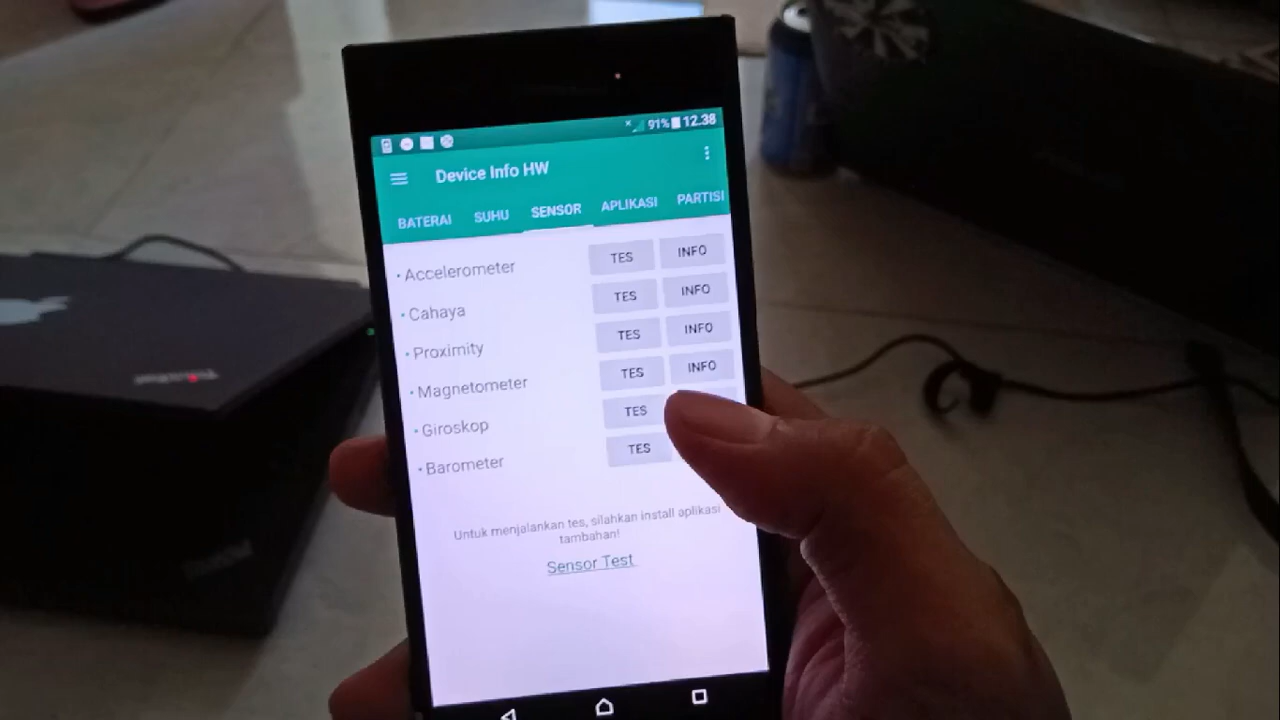 91% 12.38
Device Info HW
BATERAI SUHU SENSOR APLIKASI PARTISI
• Accelerometer TES INFO
• Cahaya TES INFO
• Proximity TES INFO
• Magnetometer TES INFO
• Giroskop TES
• Barometer TES
Untuk menjalankan tes, silahkan install aplikasi
tambahan!
Sensor Test